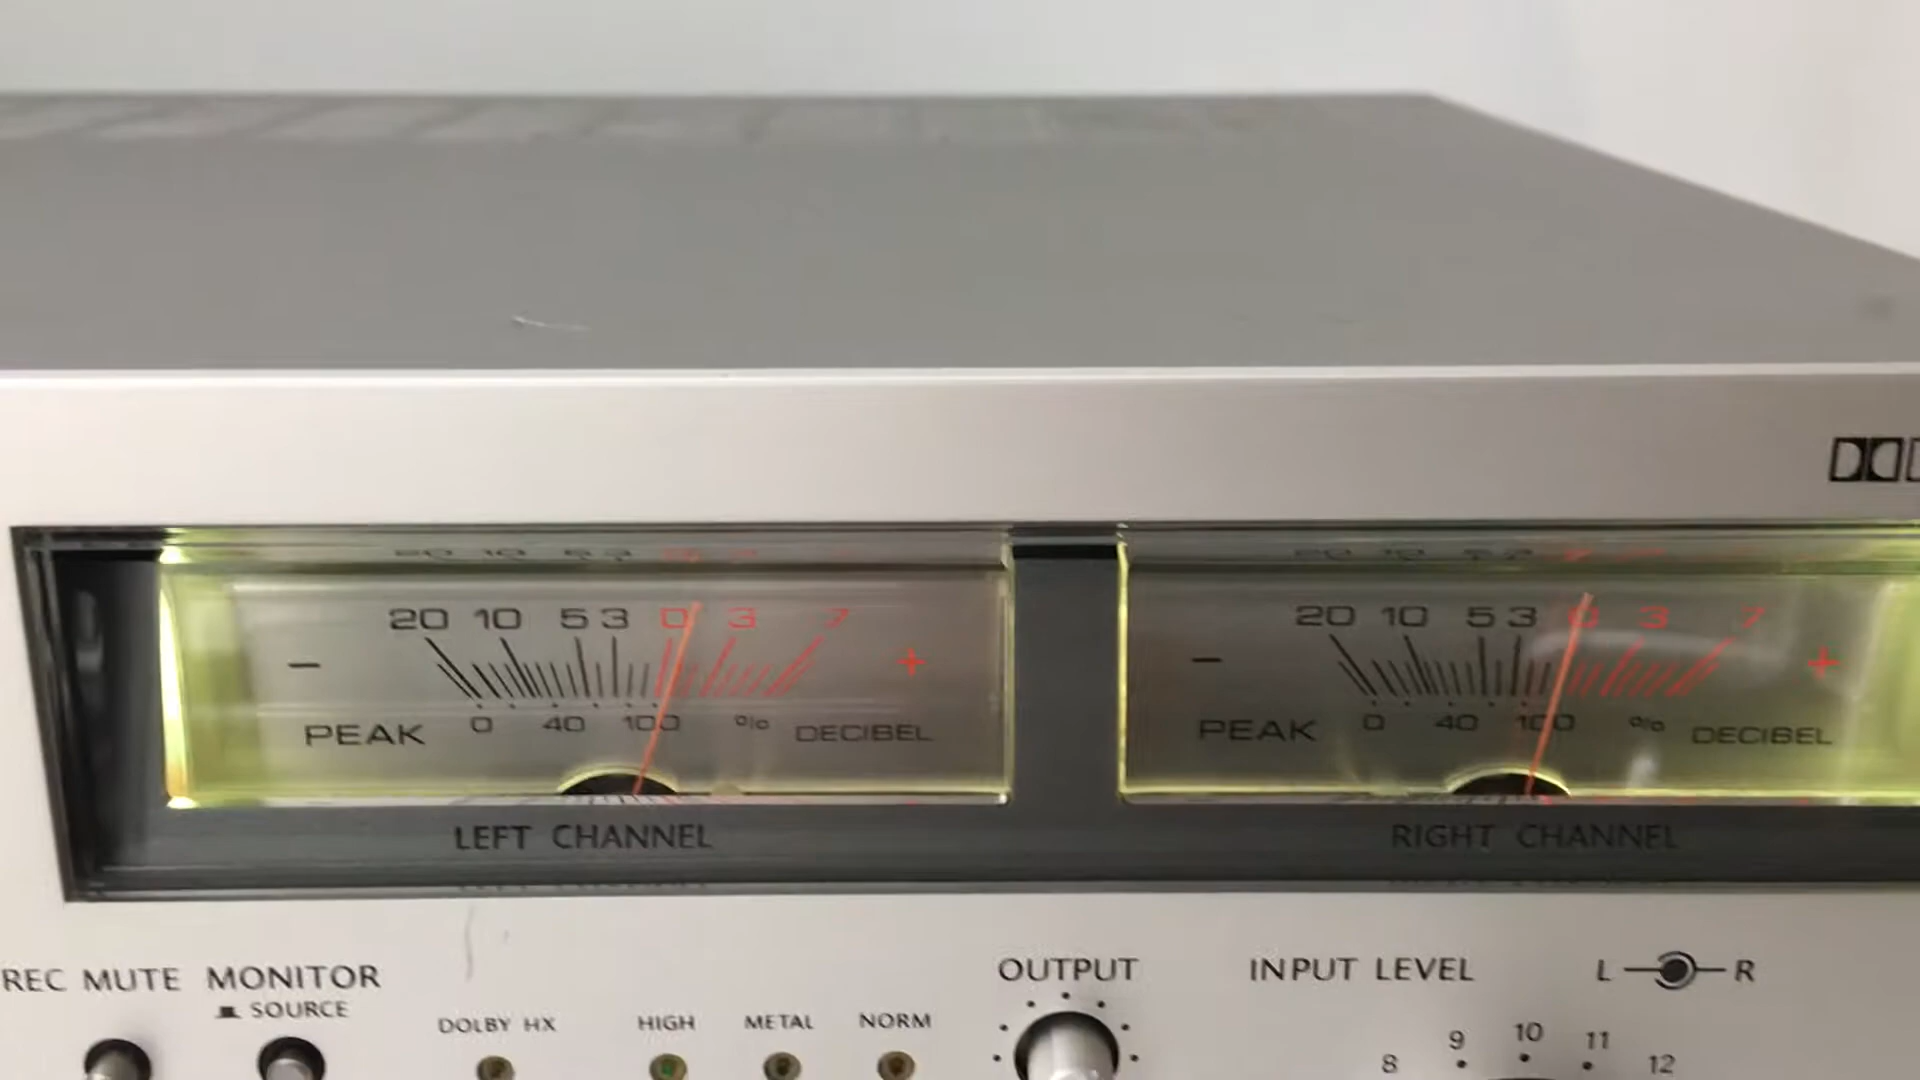 20 10 5 3 0 3 7
- +
0 40 100 %
PEAK DECIBEL
LEFT CHANNEL
20 10 5 3 0 3 7
- +
0 40 100 %
PEAK DECIBEL
RIGHT CHANNEL
REC MUTE
MONITOR
SOURCE
DOLBY HX
HIGH
METAL
NORM
OUTPUT
INPUT LEVEL
L R
8 9 10 11 12